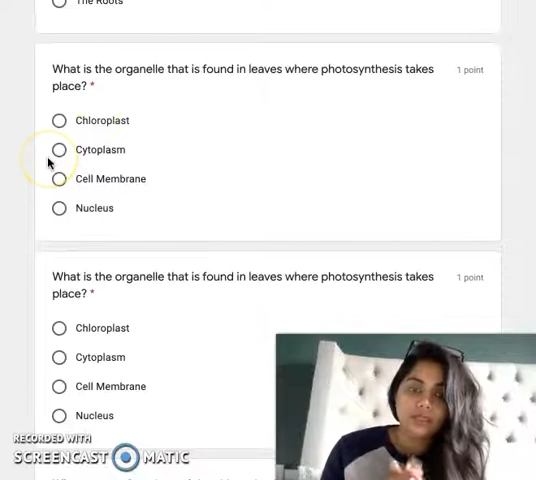 The Roots
What is the organelle that is found in leaves where photosynthesis takes
place? *
1 point
Chloroplast
Cytoplasm
Cell Membrane
Nucleus
What is the organelle that is found in leaves where photosynthesis takes
place? *
1 point
Chloroplast
Cytoplasm
Cell Membrane
Nucleus
RECORDED WITH
SCREENCAST MATIC